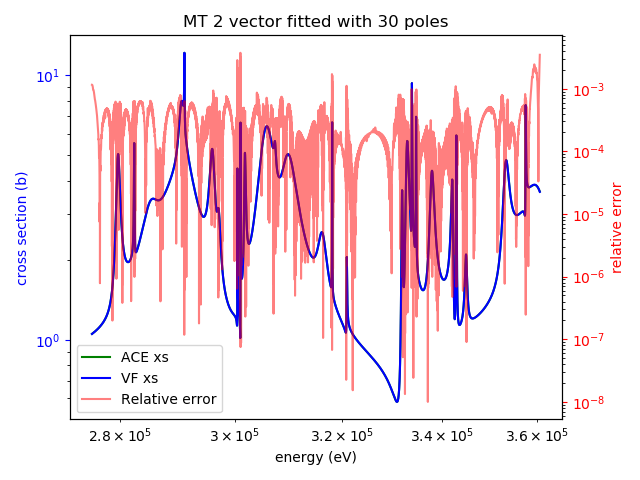 MT 2 vector fitted with 30 poles
cross section (b)
10¹
10⁰
10⁻³
10⁻⁴
10⁻⁵
10⁻⁶
10⁻⁷
10⁻⁸
relative error
ACE xs
VF xs
Relative error
2.8 × 10⁵ 3 × 10⁵ 3.2 × 10⁵ 3.4 × 10⁵ 3.6 × 10⁵
energy (eV)